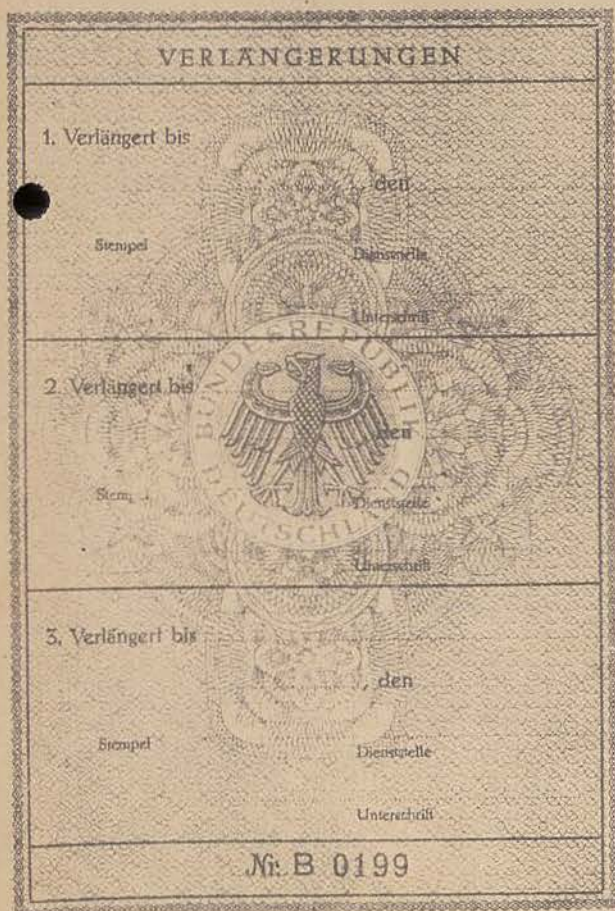 VERLÄNGERUNGEN
1. Verlängert bis
, den
Stempel
Dienststelle
Unterschrift
2. Verlängert bis
, den
Stem
Dienststelle
Unterschrift
BUNDESREPUBLIK
DEUTSCHLAND
3. Verlängert bis
, den
Stempel
Dienststelle
Unterschrift
Nr. B 0199